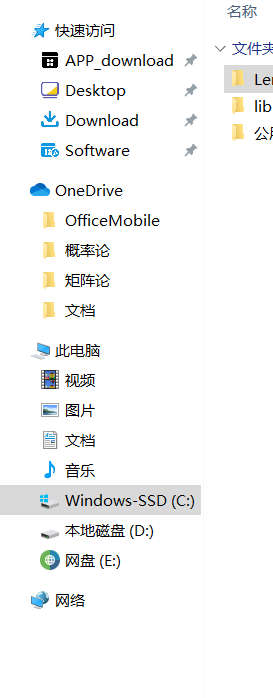 快速访问
APP_download
Desktop
Download
Software
OneDrive
OfficeMobile
概率论
矩阵论
文档
此电脑
视频
图片
文档
音乐
Windows-SSD (C:)
本地磁盘 (D:)
网盘 (E:)
网络
名称
文件夹
Len
lib
公用